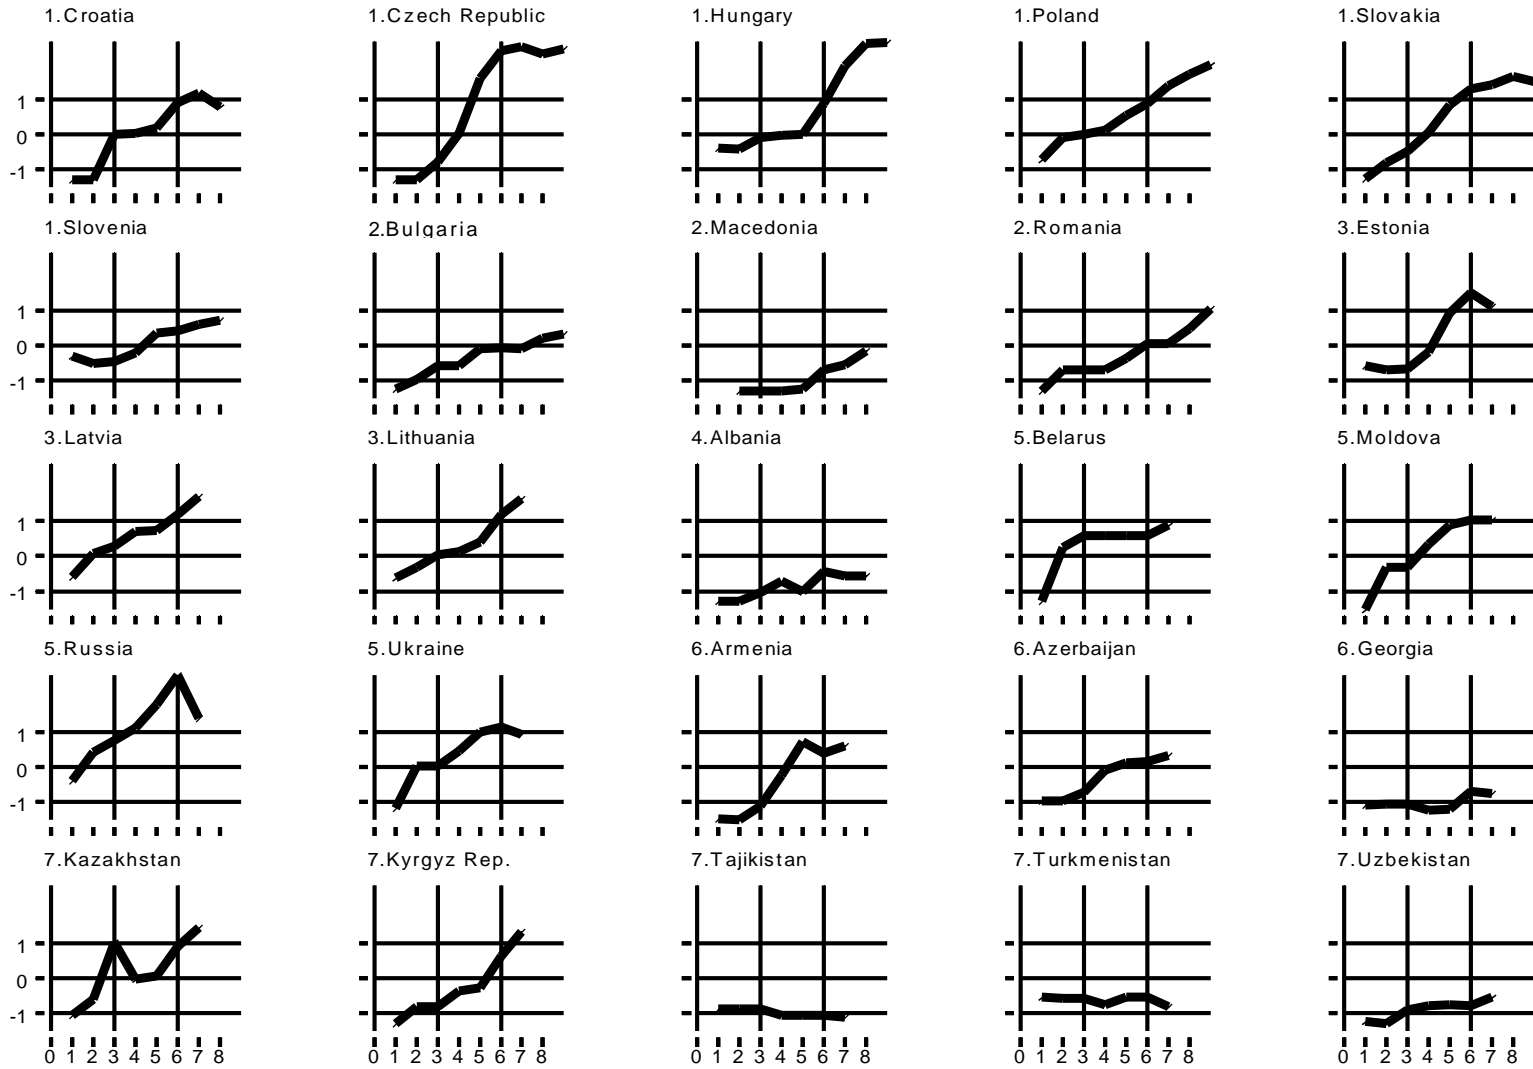 1.Croatia 1.Czech Republic 1.Hungary 1.Poland 1.Slovakia
1
0
-1
1.Slovenia 2.Bulgaria 2.Macedonia 2.Romania 3.Estonia
1
0
-1
3.Latvia 3.Lithuania 4.Albania 5.Belarus 5.Moldova
1
0
-1
5.Russia 5.Ukraine 6.Armenia 6.Azerbaijan 6.Georgia
1
0
-1
7.Kazakhstan 7.Kyrgyz Rep. 7.Tajikistan 7.Turkmenistan 7.Uzbekistan
1
0
-1
0 1 2 3 4 5 6 7 8 0 1 2 3 4 5 6 7 8 0 1 2 3 4 5 6 7 8 0 1 2 3 4 5 6 7 8 0 1 2 3 4 5 6 7 8